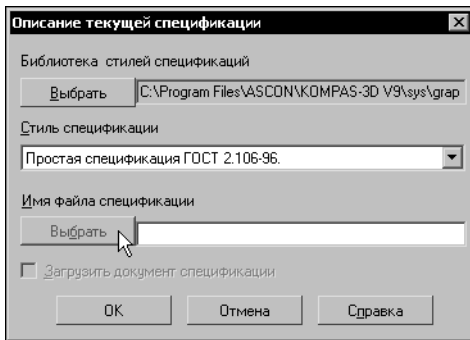 Описание текущей спецификации
Библиотека стилей спецификаций
Выбрать C:\Program Files\ASCON\KOMPAS-3D V9\sys\grap
Стиль спецификации
Простая спецификация ГОСТ 2.106-96.
Имя файла спецификации
Выбрать
Загрузить документ спецификации
OK Отмена Справка